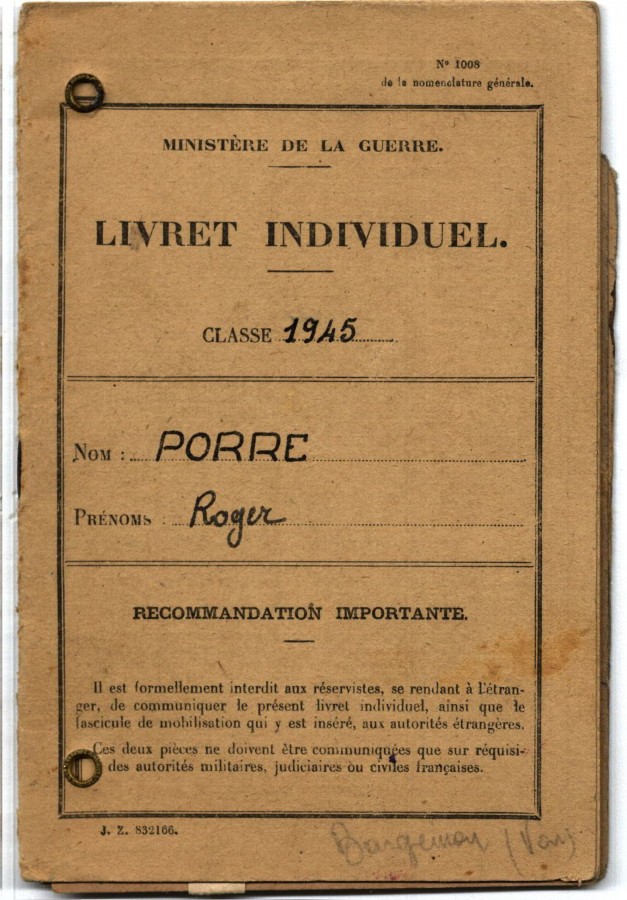 Nº 1008
de la nomenclature générale.
MINISTÈRE DE LA GUERRE.
LIVRET INDIVIDUEL.
CLASSE 1945
NOM : PORRE
PRÉNOMS : Roger
RECOMMANDATION IMPORTANTE.
Il est formellement interdit aux réservistes, se rendant à l'étran-
ger, de communiquer le présent livret individuel, ainsi que le
fascicule de mobilisation qui y est inséré, aux autorités étrangères.
Ces deux pièces ne doivent être communiquées que sur réquisi-
des autorités militaires, judiciaires ou civiles françaises.
J. Z. 832166.
Bargemon (Var)